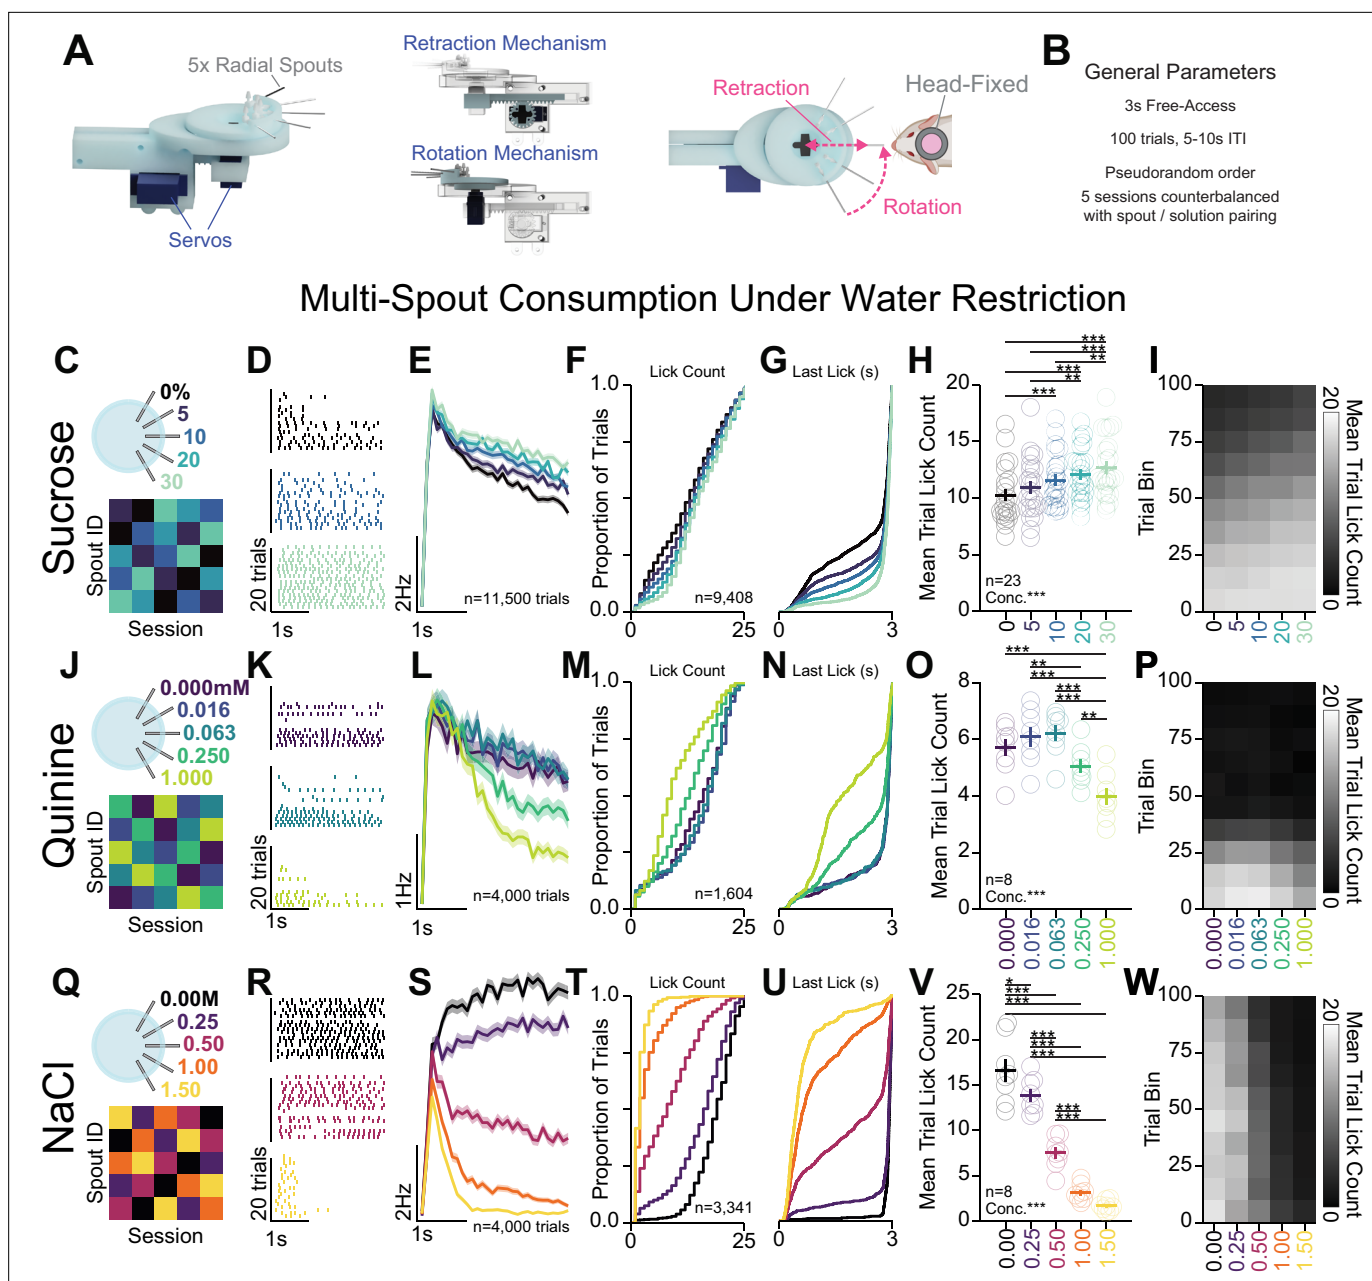 A
5x Radial Spouts
Servos
Retraction Mechanism
Rotation Mechanism
Retraction
Head-Fixed
Rotation
B
General Parameters
3s Free-Access
100 trials, 5-10s ITI
Pseudorandom order
5 sessions counterbalanced
with spout / solution pairing
Multi-Spout Consumption Under Water Restriction
Sucrose
C
0%
5
10
20
30
Spout ID
Session
D
20 trials
1s
E
2Hz
1s
n=11,500 trials
F
Lick Count
Proportion of Trials
1.0
0.0
0
25
n=9,408
G
Last Lick (s)
0
3
H
Mean Trial Lick Count
20
15
10
5
0
***
***
**
***
**
***
n=23
Conc.***
0
5
10
20
30
I
Trial Bin
100
75
50
25
0
0
5
10
20
30
20
0
Mean Trial Lick Count
Quinine
J
0.000mM
0.016
0.063
0.250
1.000
Spout ID
Session
K
20 trials
1s
L
1Hz
1s
n=4,000 trials
M
Lick Count
Proportion of Trials
1.0
0.0
0
25
n=1,604
N
Last Lick (s)
0
3
O
Mean Trial Lick Count
8
6
4
2
0
***
**
***
***
***
**
n=8
Conc.***
0.000
0.016
0.063
0.250
1.000
P
Trial Bin
100
75
50
25
0
0.000
0.016
0.063
0.250
1.000
20
0
Mean Trial Lick Count
NaCl
Q
0.00M
0.25
0.50
1.00
1.50
Spout ID
Session
R
20 trials
1s
S
2Hz
1s
n=4,000 trials
T
Lick Count
Proportion of Trials
1.0
0.0
0
25
n=3,341
U
Last Lick (s)
0
3
V
Mean Trial Lick Count
25
20
15
10
5
0
*
***
***
***
***
***
***
***
n=8
Conc.***
0.00
0.25
0.50
1.00
1.50
W
Trial Bin
100
75
50
25
0
0.00
0.25
0.50
1.00
1.50
20
0
Mean Trial Lick Count